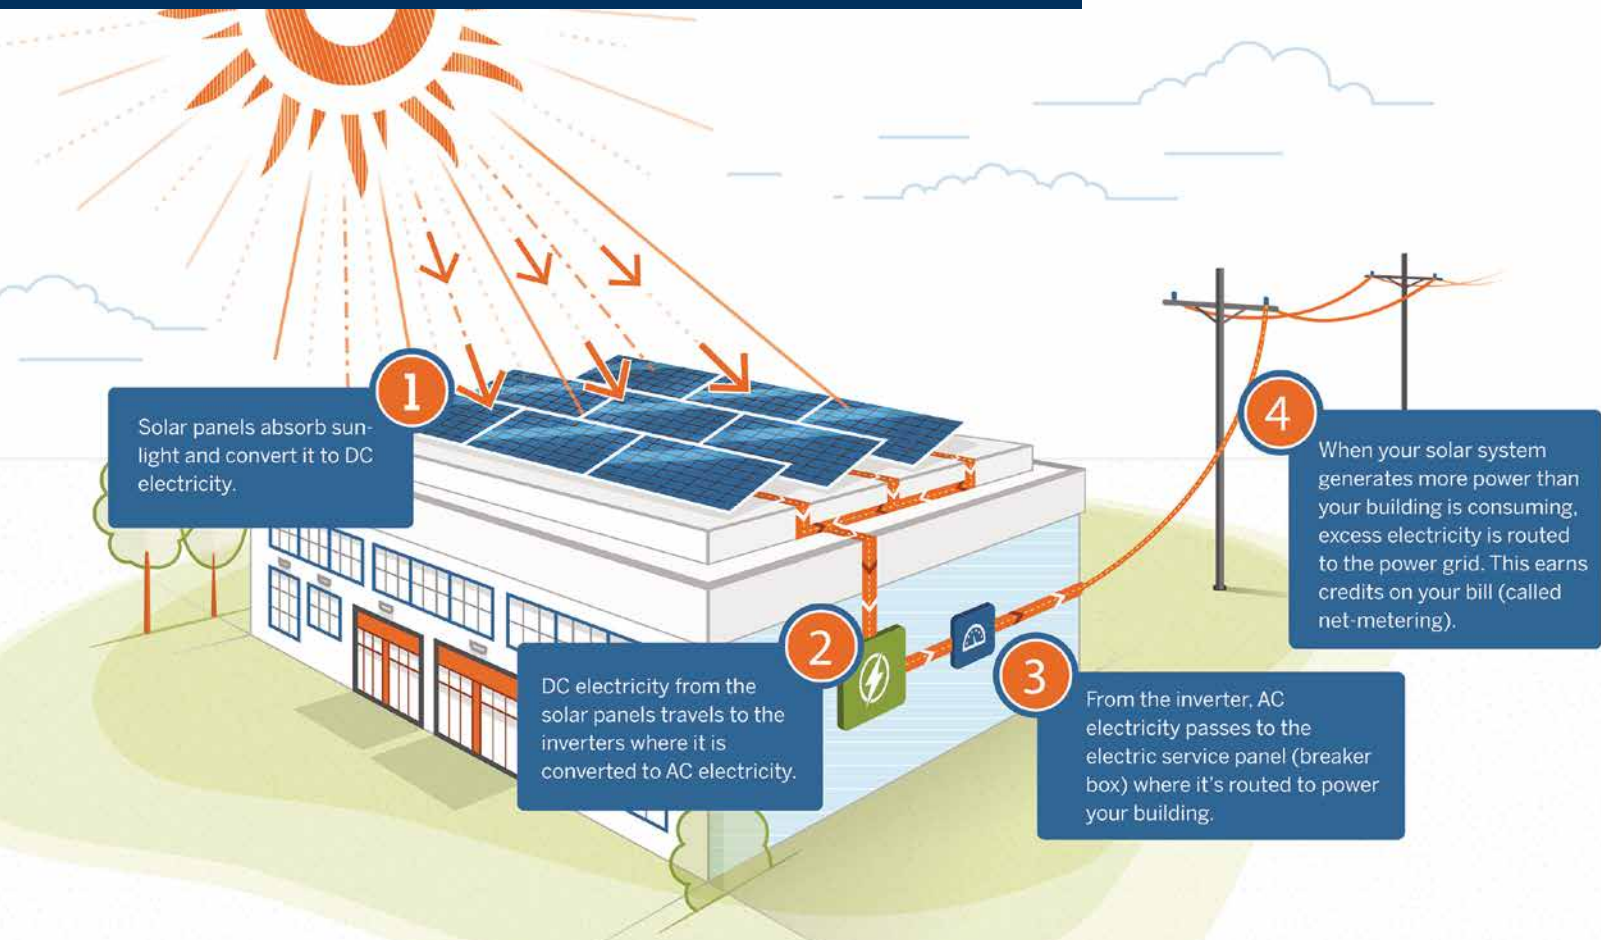 1
Solar panels absorb sun-
light and convert it to DC
electricity.
2
DC electricity from the
solar panels travels to the
inverters where it is
converted to AC electricity.
3
From the inverter, AC
electricity passes to the
electric service panel (breaker
box) where it's routed to power
your building.
4
When your solar system
generates more power than
your building is consuming,
excess electricity is routed
to the power grid. This earns
credits on your bill (called
net-metering).